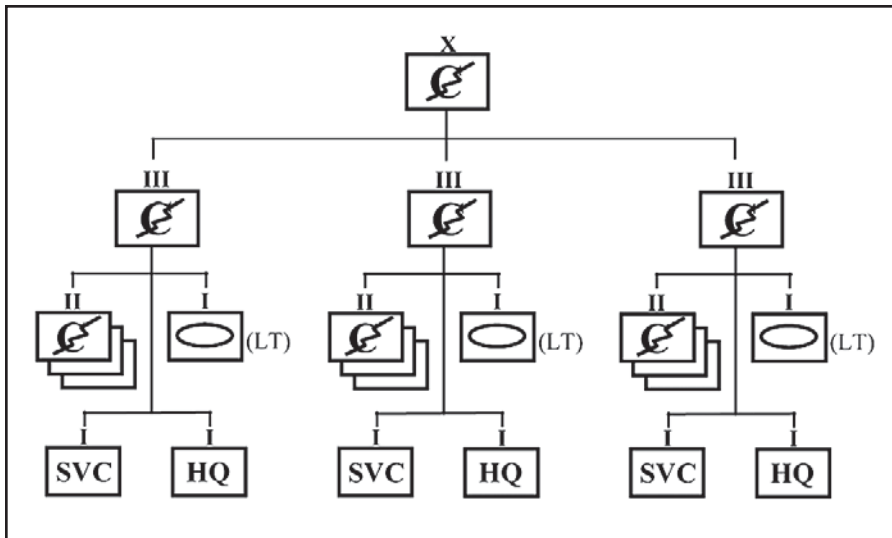 X
C
III III III
C C C
II I II I II I
C (LT) C (LT) C (LT)
I I I I I I
SVC HQ SVC HQ SVC HQ